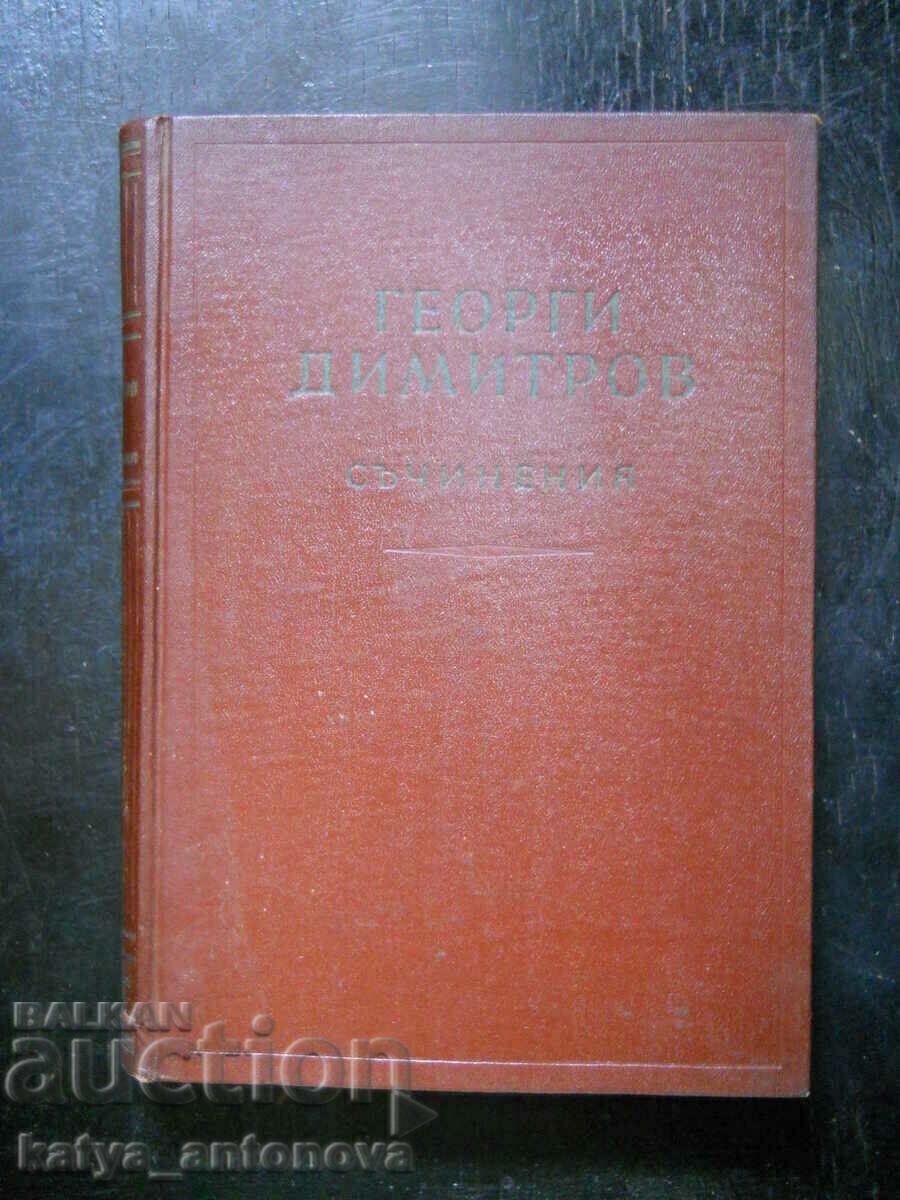 ГЕОРГИ
ДИМИТРОВ
СЪЧИНЕНИЯ
BALKAN
auction
katya_antonova